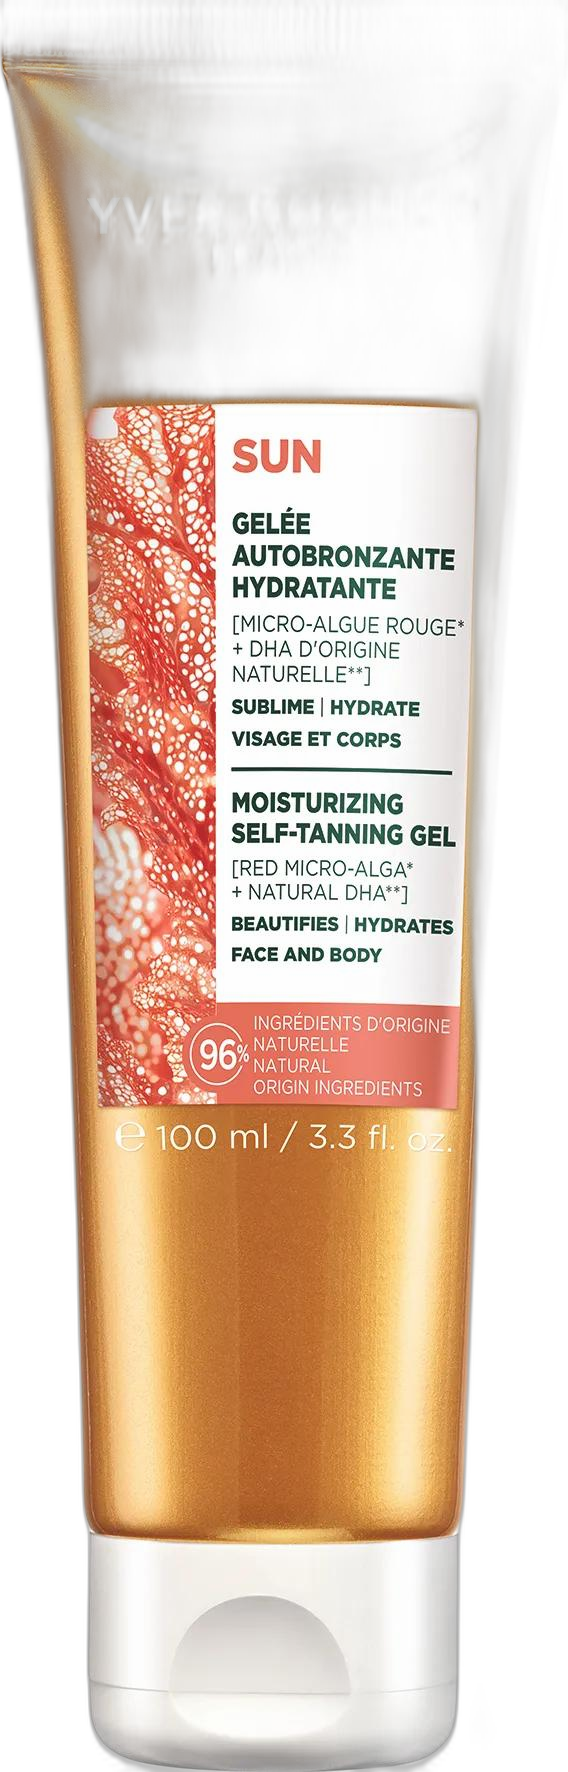 SUN
GELÉE
AUTOBRONZANTE
HYDRATANTE
[MICRO-ALGUE ROUGE*
+ DHA D'ORIGINE
NATURELLE**]
SUBLIME | HYDRATE
VISAGE ET CORPS
MOISTURIZING
SELF-TANNING GEL
[RED MICRO-ALGA*
+ NATURAL DHA**]
BEAUTIFIES | HYDRATES
FACE AND BODY
96%
INGRÉDIENTS D'ORIGINE
NATURELLE
NATURAL
ORIGIN INGREDIENTS
e 100 ml / 3.3 fl. oz.